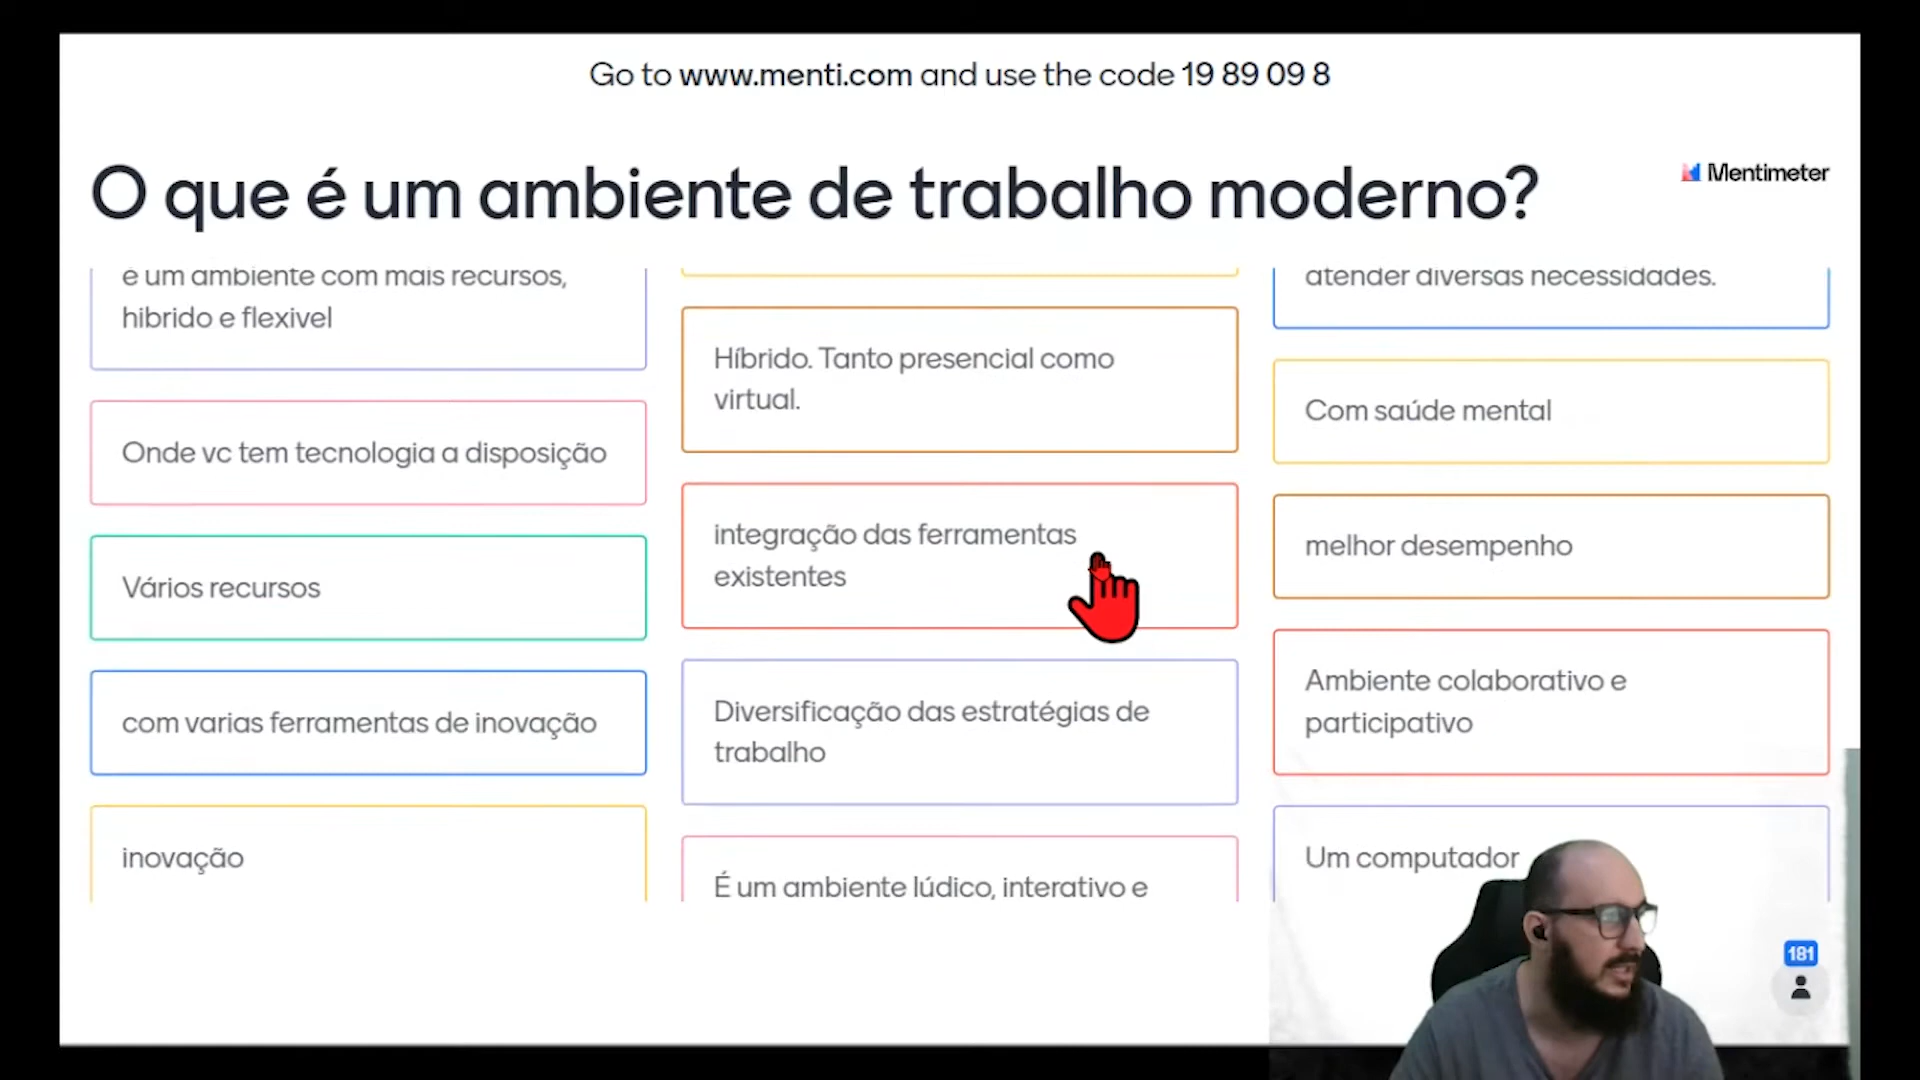 Go to www.menti.com and use the code 19 89 09 8
O que é um ambiente de trabalho moderno?
Mentimeter
é um ambiente com mais recursos,
hibrido e flexivel
Onde vc tem tecnologia a disposição
Vários recursos
com varias ferramentas de inovação
inovação
Híbrido. Tanto presencial como
virtual.
integração das ferramentas
existentes
Diversificação das estratégias de
trabalho
É um ambiente lúdico, interativo e
atender diversas necessidades.
Com saúde mental
melhor desempenho
Ambiente colaborativo e
participativo
Um computador
181